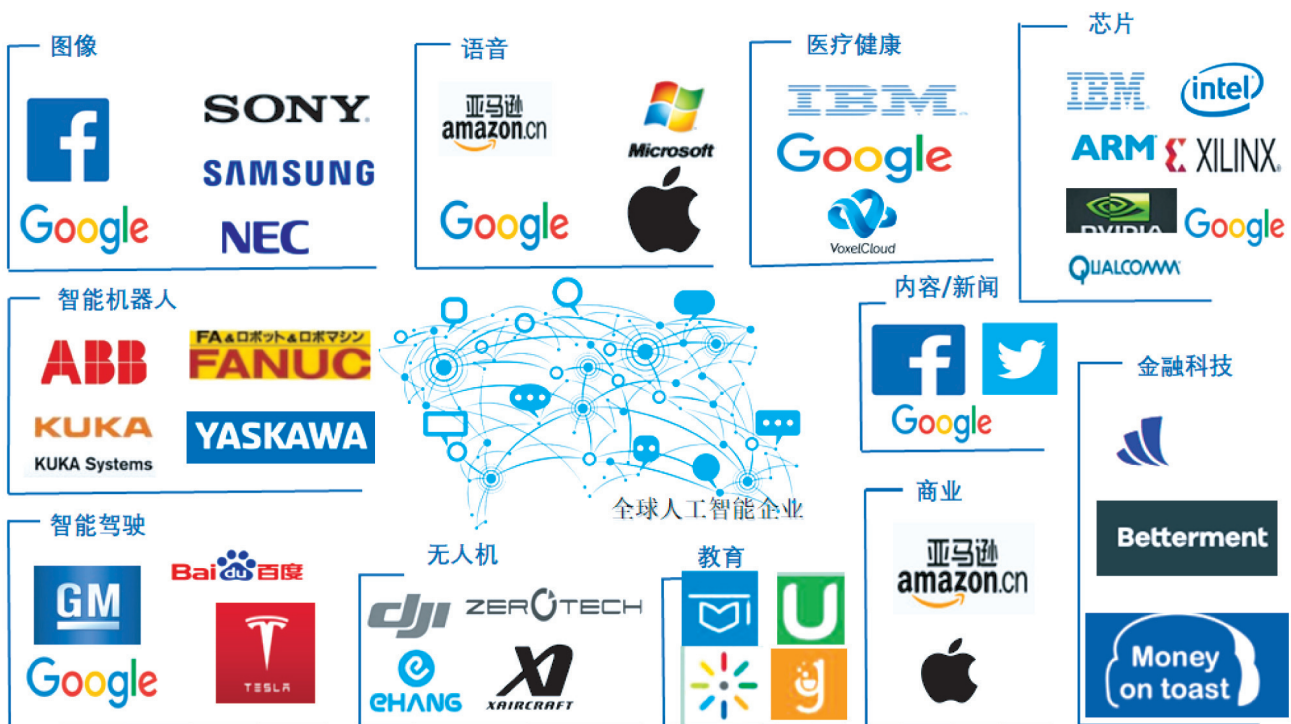 图像
SONY
SAMSUNG
Google
NEC
语音
亚马逊
amazon.cn
Microsoft
Google
医疗健康
IBM
Google
VoxelCloud
芯片
IBM
intel
ARM
XILINX
NVIDIA
Google
QUALCOMM
智能机器人
ABB
FA&ロボット&ロボマシン
FANUC
KUKA
KUKA Systems
YASKAWA
全球人工智能企业
内容/新闻
f
Google
金融科技
Betterment
Money
on toast
智能驾驶
GM
Bai du 百度
Google
TESLA
无人机
dji
ZEROTECH
eHANG
XAIRCRAFT
教育
U
g
商业
亚马逊
amazon.cn